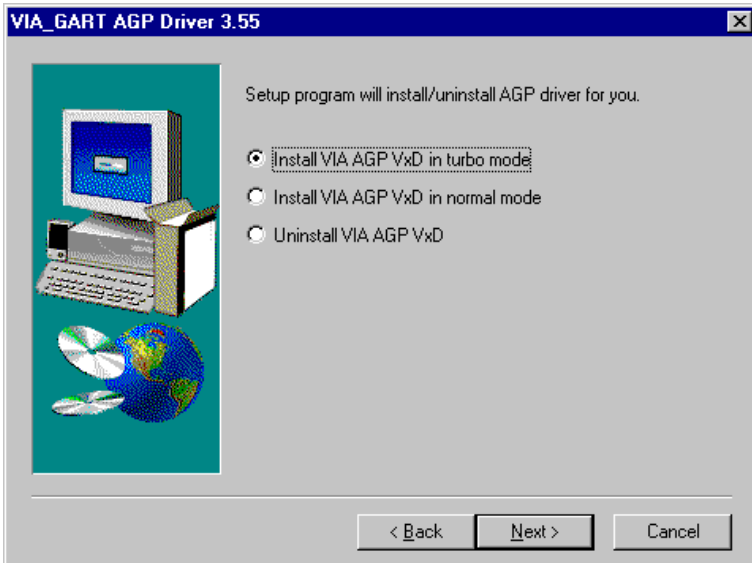 VIA_GART AGP Driver 3.55
Setup program will install/uninstall AGP driver for you.
Install VIA AGP VxD in turbo mode
Install VIA AGP VxD in normal mode
Uninstall VIA AGP VxD
< Back
Next >
Cancel